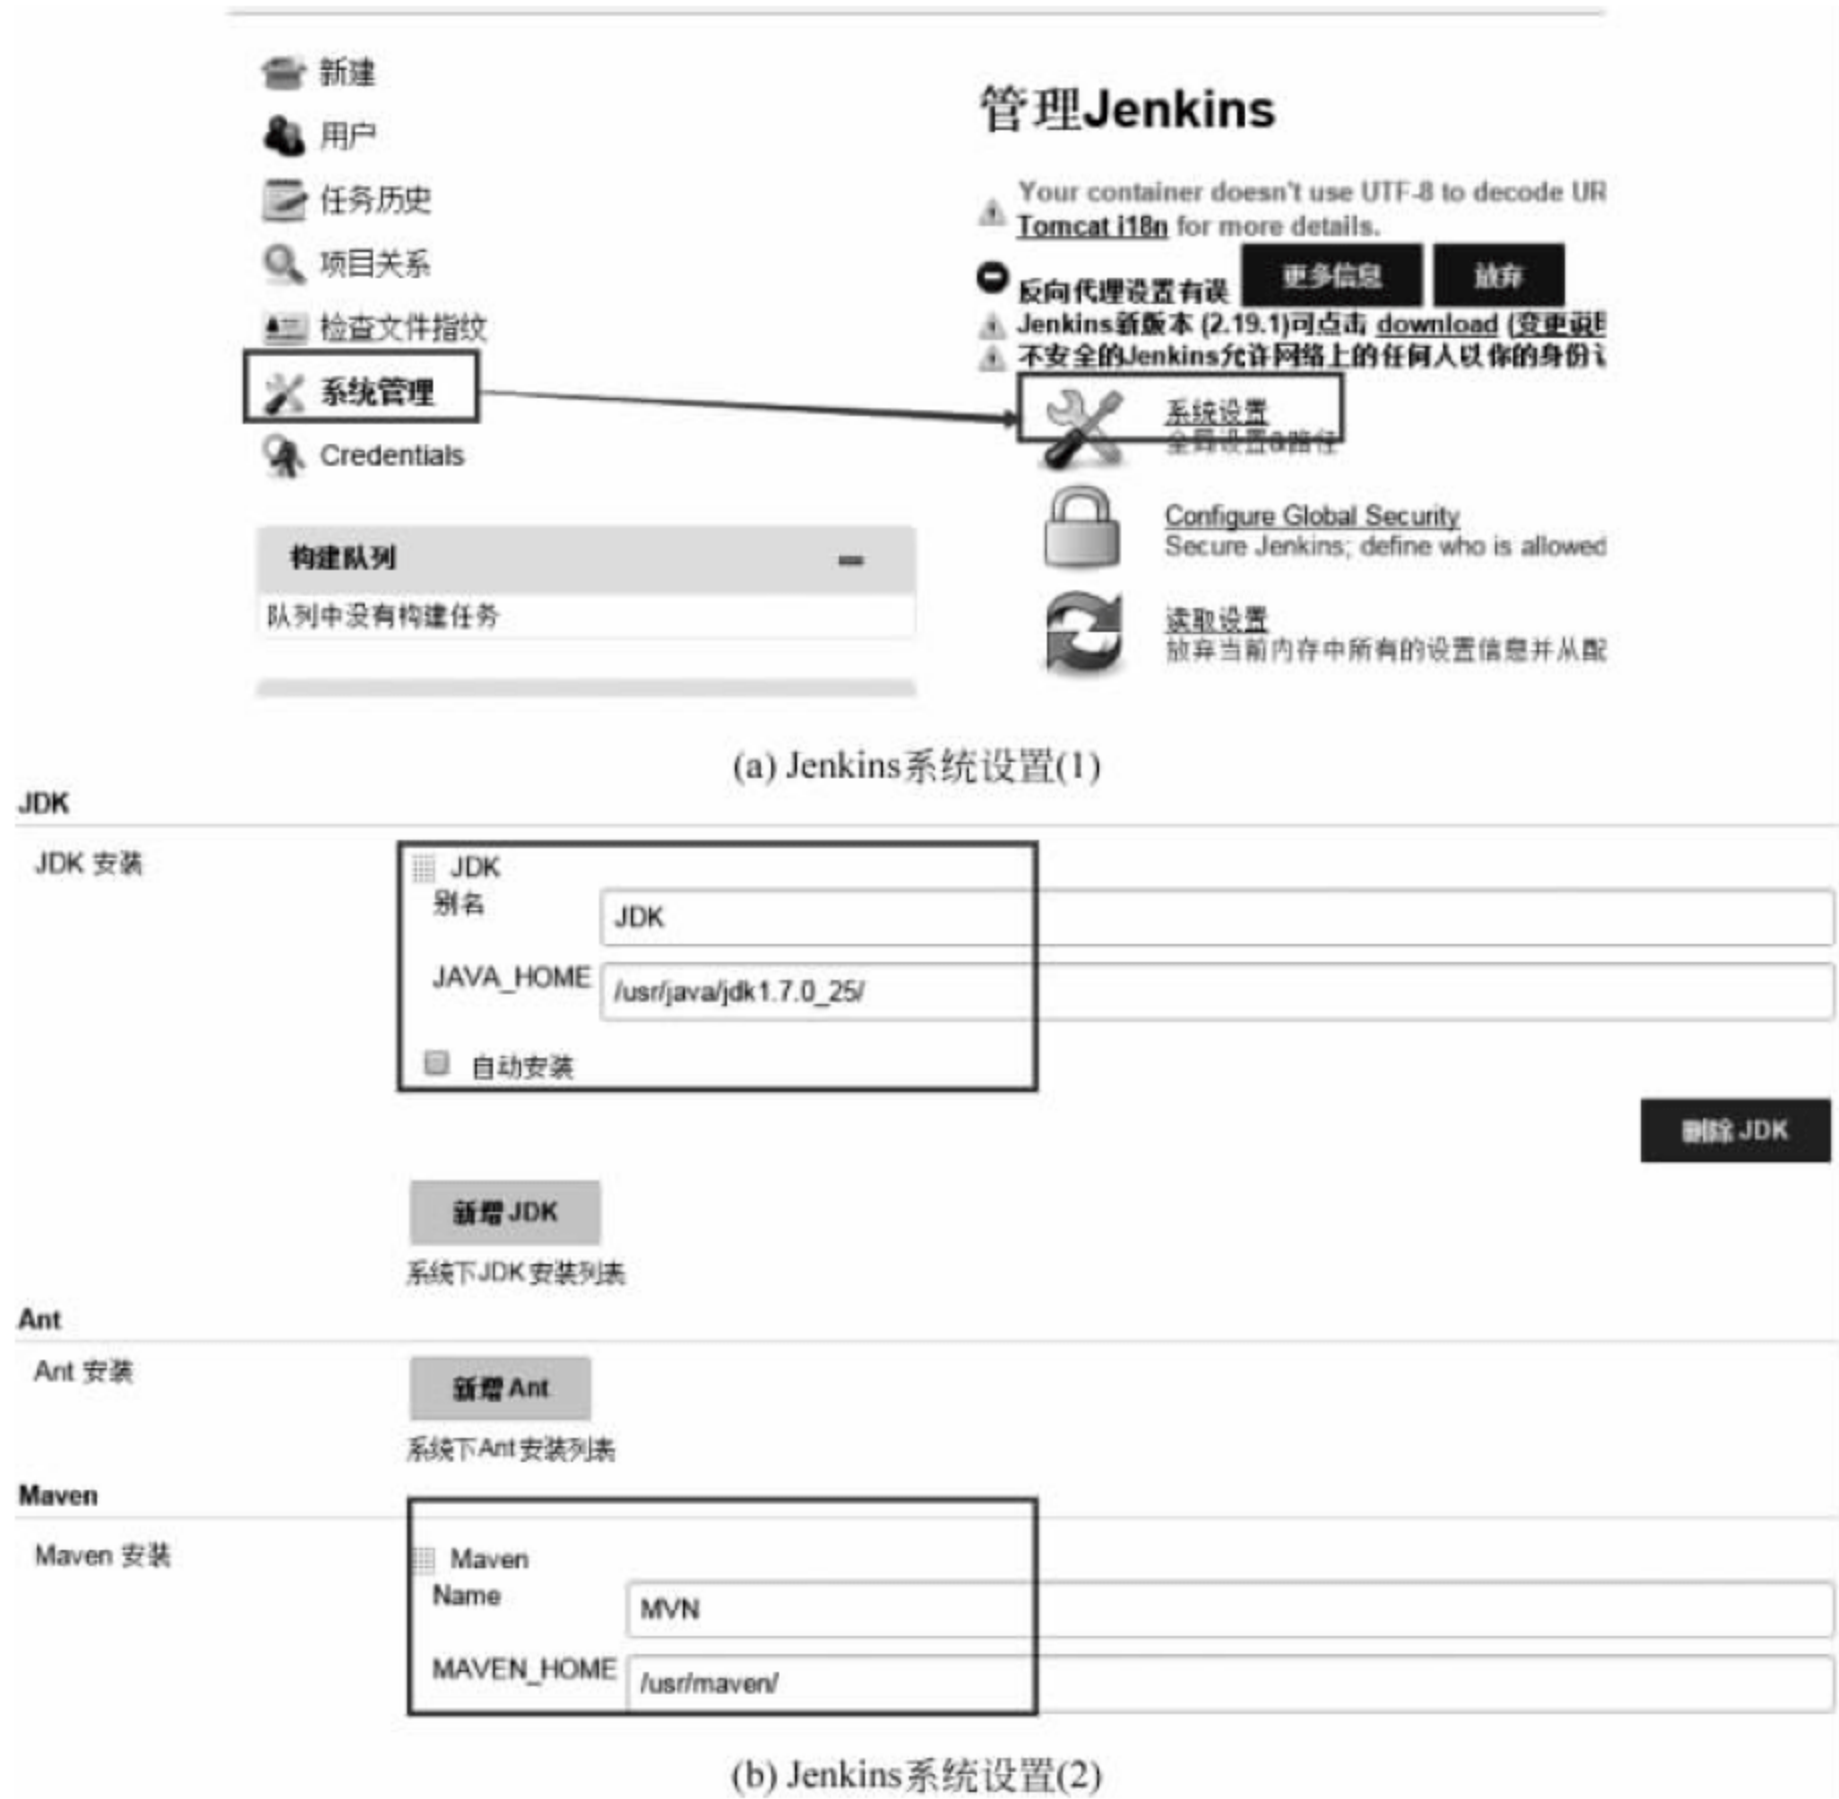 新建
用户
任务历史
项目关系
检查文件指纹
系统管理
Credentials
构建队列
队列中没有构建任务
管理Jenkins
Your container doesn't use UTF-8 to decode UR
Tomcat i18n for more details.
反向代理设置有误 更多信息 放弃
Jenkins新版本 (2.19.1)可点击 download (变更说明
不安全的Jenkins允许网络上的任何人以你的身份
系统设置
全局设置&路径
Configure Global Security
Secure Jenkins; define who is allowed
读取设置
放弃当前内存中所有的设置信息并从配
(a) Jenkins系统设置(1)
JDK
JDK 安装
JDK
别名
JDK
JAVA_HOME
/usr/java/jdk1.7.0_25/
自动安装
删除 JDK
新增 JDK
系统下JDK 安装列表
Ant
Ant 安装
新增 Ant
系统下Ant 安装列表
Maven
Maven 安装
Maven
Name
MVN
MAVEN_HOME
/usr/maven/
(b) Jenkins系统设置(2)